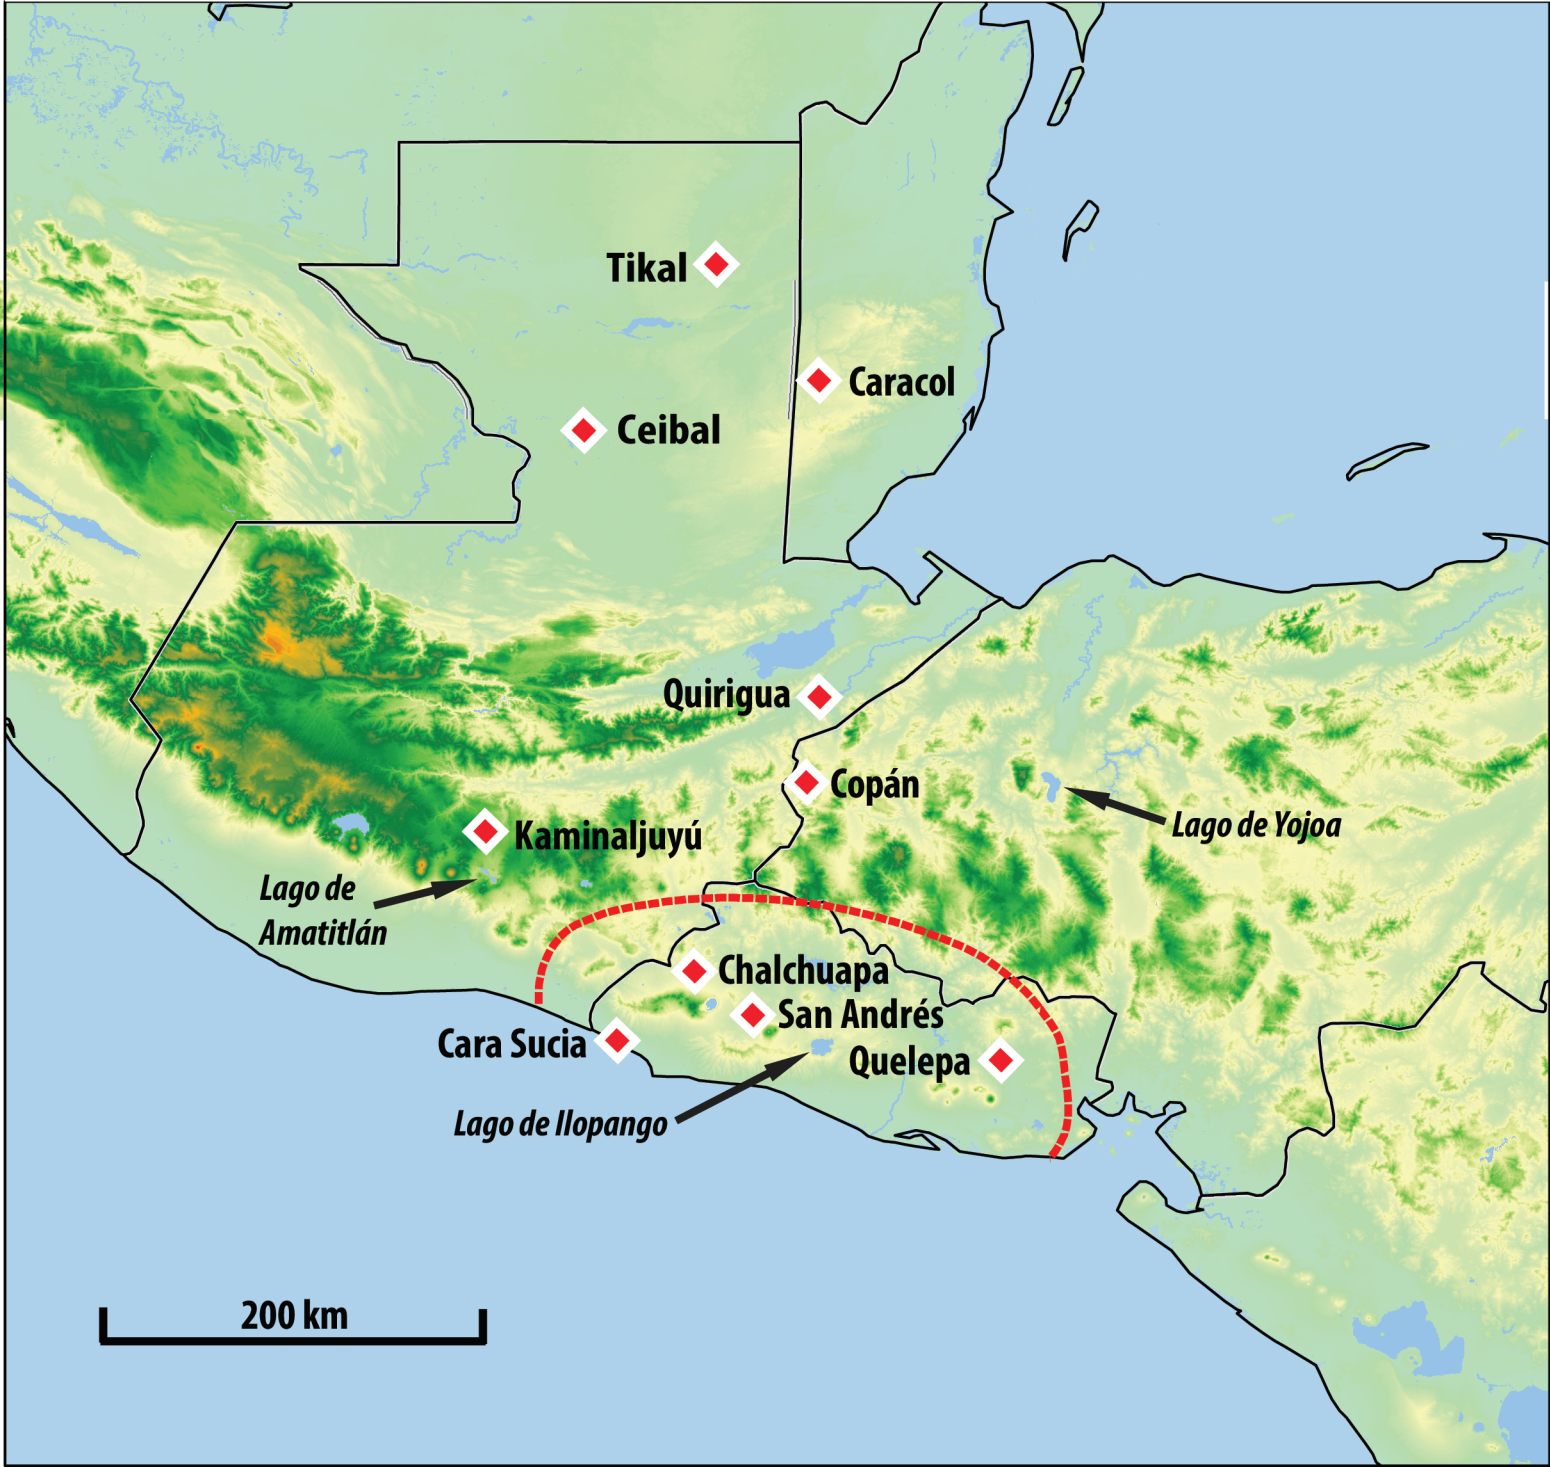 Tikal
Caracol
Ceibal
Quirigua
Copán
Lago de Yojoa
Kaminaljuyú
Lago de
Amatitlán
Chalchuapa
San Andrés
Cara Sucia
Quelepa
Lago de Ilopango
200 km